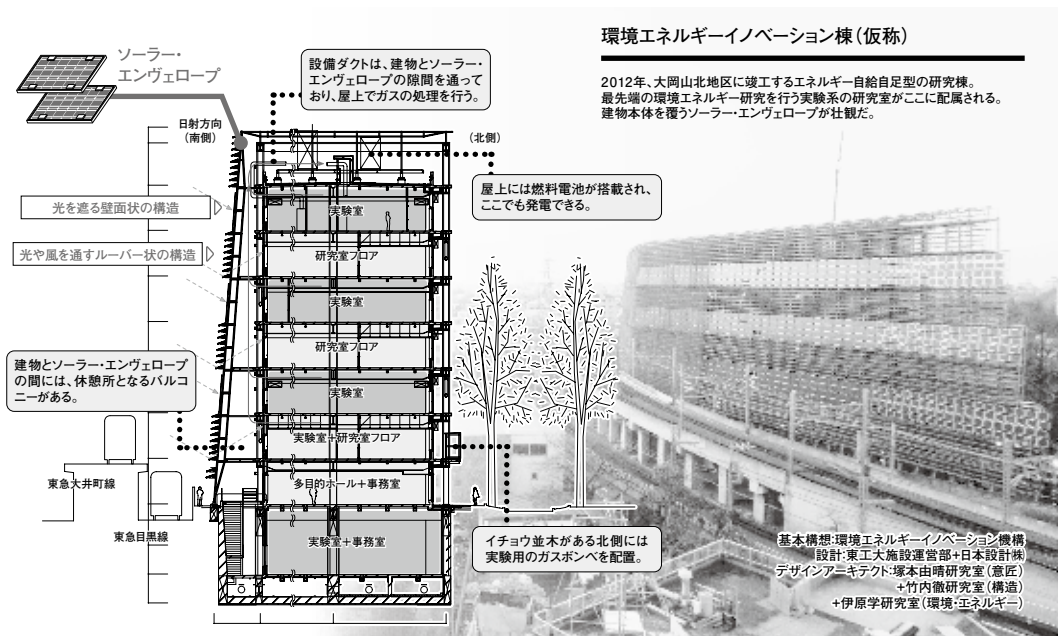 環境エネルギーイノベーション棟（仮称）
2012年、大岡山北地区に竣工するエネルギー自給自足型の研究棟。
最先端の環境エネルギー研究を行う実験系の研究室がここに配属される。
建物本体を覆うソーラー・エンヴェロープが壮観だ。
ソーラー・
エンヴェロープ
設備ダクトは、建物とソーラー・
エンヴェロープの隙間を通って
おり、屋上でガスの処理を行う。
日射方向
（南側）
（北側）
屋上には燃料電池が搭載され、
ここでも発電できる。
光を遮る壁面状の構造
光や風を通すルーバー状の構造
実験室
研究室フロア
実験室
研究室フロア
実験室
実験室＋研究室フロア
多目的ホール＋事務室
実験室＋事務室
建物とソーラー・エンヴェロープ
の間には、休憩所となるバルコ
ニーがある。
東急大井町線
東急目黒線
イチョウ並木がある北側には
実験用のガスボンベを配置。
基本構想:環境エネルギーイノベーション機構
設計:東工大施設運営部+日本設計㈱
デザインアーキテクト:塚本由晴研究室（意匠）
+竹内徹研究室（構造）
+伊原学研究室（環境・エネルギー）